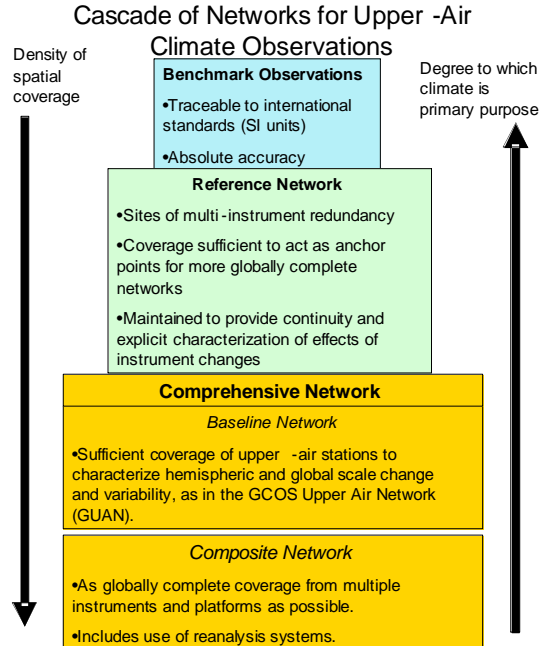 Cascade of Networks for Upper -Air
Climate Observations
Density of
spatial
coverage
Degree to which
climate is
primary purpose
Benchmark Observations
•Traceable to international
standards (SI units)
•Absolute accuracy
Reference Network
•Sites of multi-instrument redundancy
•Coverage sufficient to act as anchor
points for more globally complete
networks
•Maintained to provide continuity and
explicit characterization of effects of
instrument changes
Comprehensive Network
Baseline Network
•Sufficient coverage of upper -air stations to
characterize hemispheric and global scale change
and variability, as in the GCOS Upper Air Network
(GUAN).
Composite Network
•As globally complete coverage from multiple
instruments and platforms as possible.
•Includes use of reanalysis systems.